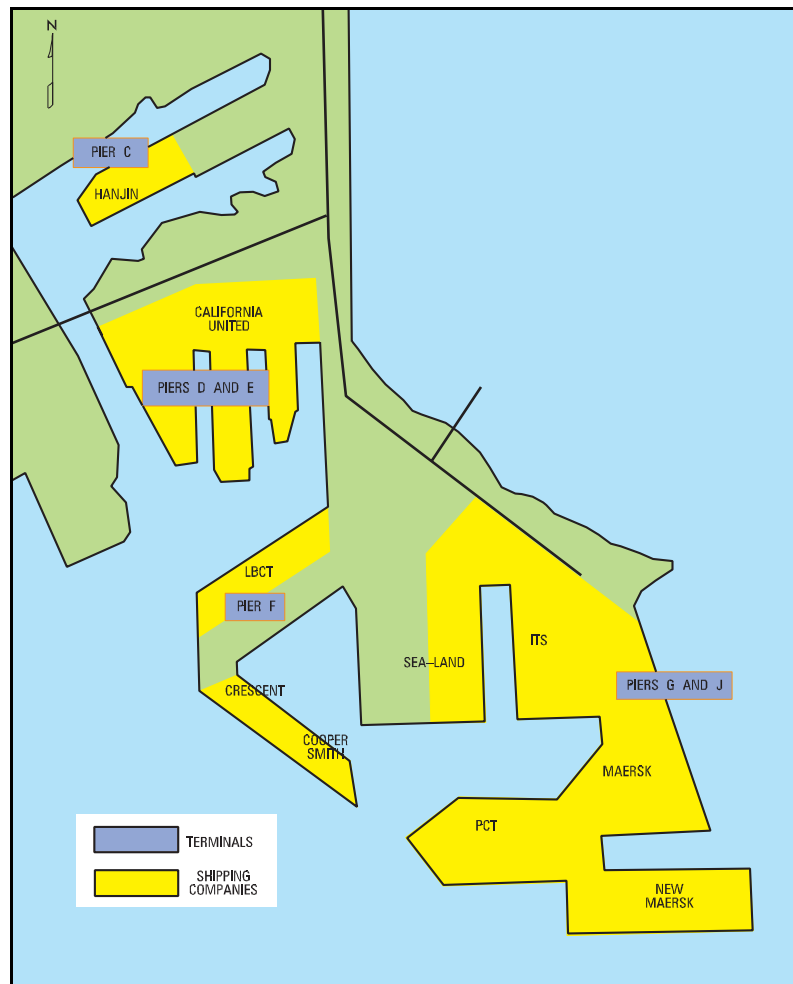 N
PIER C
HANJIN
CALIFORNIA
UNITED
PIERS D AND E
LBCT
PIER F
SEA–LAND
ITS
CRESCENT
PIERS G AND J
COOPER
SMITH
MAERSK
PCT
TERMINALS
SHIPPING
COMPANIES
NEW
MAERSK